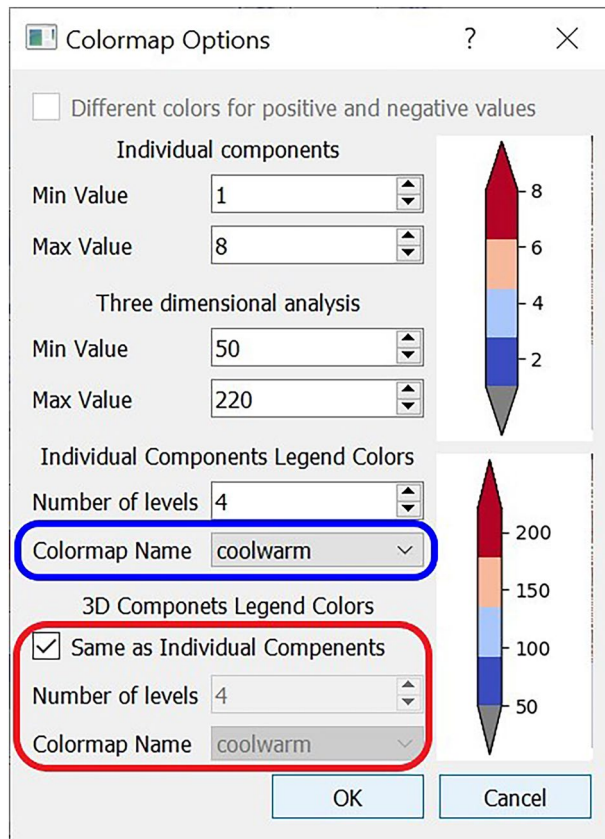 Colormap Options ?
Different colors for positive and negative values
Individual components
Min Value 1
Max Value 8
Three dimensional analysis
Min Value 50
Max Value 220
Individual Components Legend Colors
Number of levels 4
Colormap Name coolwarm
3D Componets Legend Colors
Same as Individual Compenents
Number of levels 4
Colormap Name coolwarm
8
6
4
2
200
150
100
50
OK Cancel